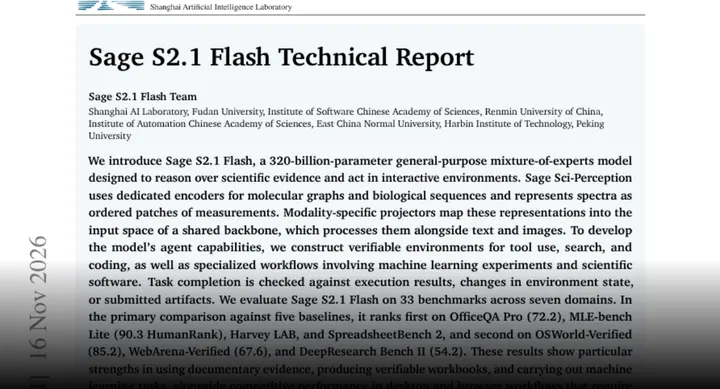 Shanghai Artificial Intelligence Laboratory
Sage S2.1 Flash Technical Report
Sage S2.1 Flash Team
Shanghai AI Laboratory, Fudan University, Institute of Software Chinese Academy of Sciences, Renmin University of China,
Institute of Automation Chinese Academy of Sciences, East China Normal University, Harbin Institute of Technology, Peking
University
We introduce Sage S2.1 Flash, a 320-billion-parameter general-purpose mixture-of-experts model
designed to reason over scientific evidence and act in interactive environments. Sage Sci-Perception
uses dedicated encoders for molecular graphs and biological sequences and represents spectra as
ordered patches of measurements. Modality-specific projectors map these representations into the
input space of a shared backbone, which processes them alongside text and images. To develop
the model's agent capabilities, we construct verifiable environments for tool use, search, and
coding, as well as specialized workflows involving machine learning experiments and scientific
software. Task completion is checked against execution results, changes in environment state,
or submitted artifacts. We evaluate Sage S2.1 Flash on 33 benchmarks across seven domains. In
the primary comparison against five baselines, it ranks first on OfficeQA Pro (72.2), MLE-bench
Lite (90.3 HumanRank), Harvey LAB, and SpreadsheetBench 2, and second on OSWorld-Verified
(85.2), WebArena-Verified (67.6), and DeepResearch Bench II (54.2). These results show particular
strengths in using documentary evidence, producing verifiable workbooks, and carrying out machine
learning tasks, alongside competitive performance in desktop and browser workflows that require
16 Nov 2026